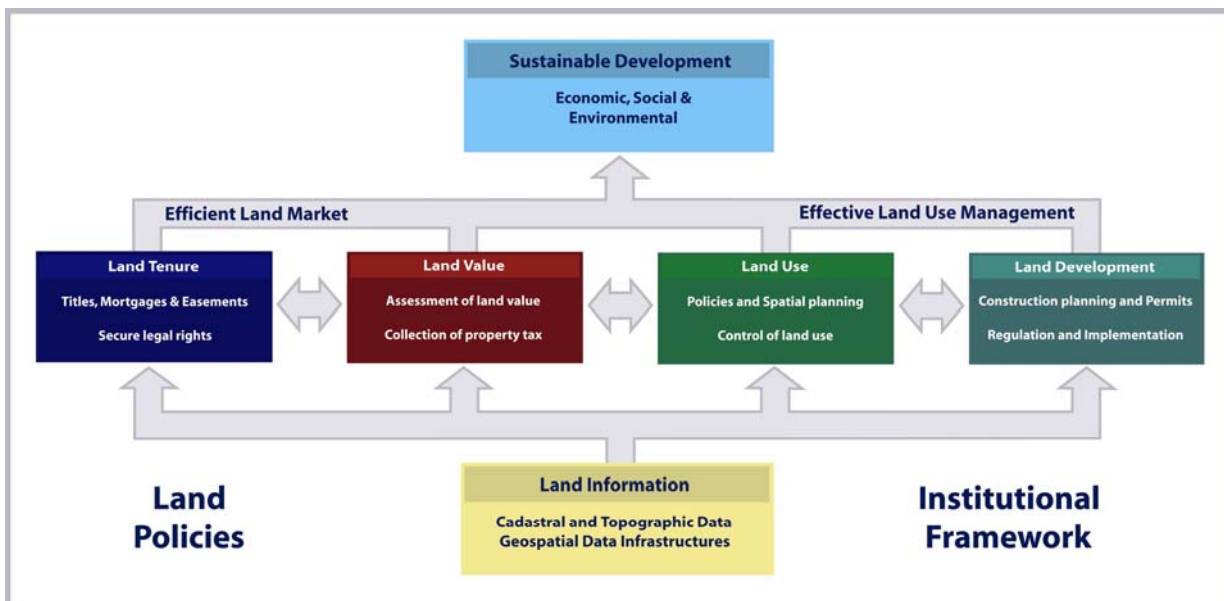 Sustainable Development
Economic, Social &
Environmental
Efficient Land Market
Effective Land Use Management
Land Tenure
Titles, Mortgages & Easements
Secure legal rights
Land Value
Assessment of land value
Collection of property tax
Land Use
Policies and Spatial planning
Control of land use
Land Development
Construction planning and Permits
Regulation and Implementation
Land
Policies
Land Information
Cadastral and Topographic Data
Geospatial Data Infrastructures
Institutional
Framework